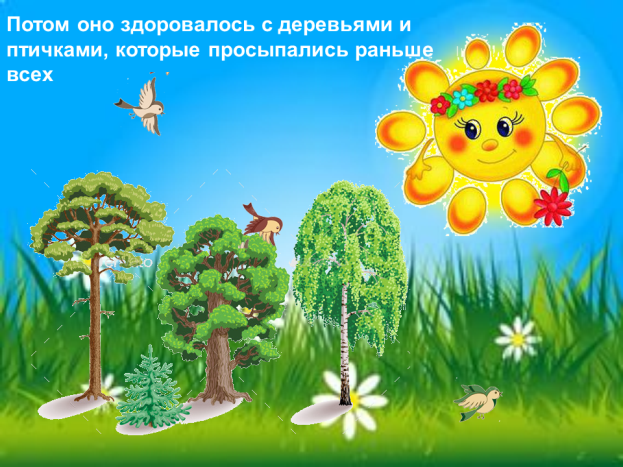 Потом оно здоровалось с деревьями и
птичками, которые просыпались раньше
всех